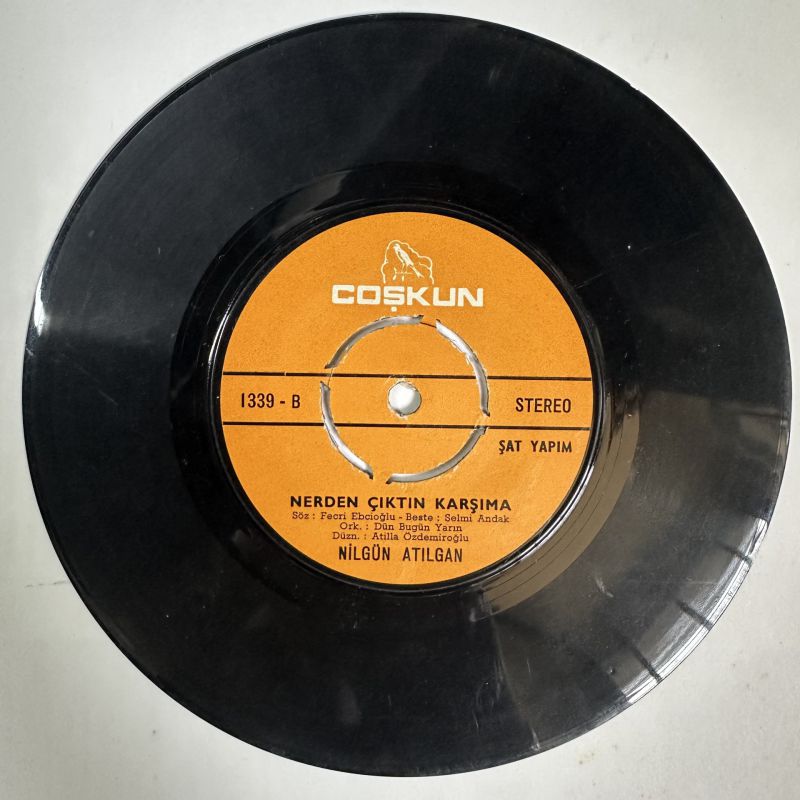 COŞKUN
1339 - B
STEREO
ŞAT YAPIM
NERDEN ÇIKTIN KARŞIMA
Söz : Fecri Ebcioğlu - Beste : Selmi Andak
Ork. : Dün Bugün Yarın
Düzn. : Atilla Özdemiroğlu
NİLGÜN ATILGAN